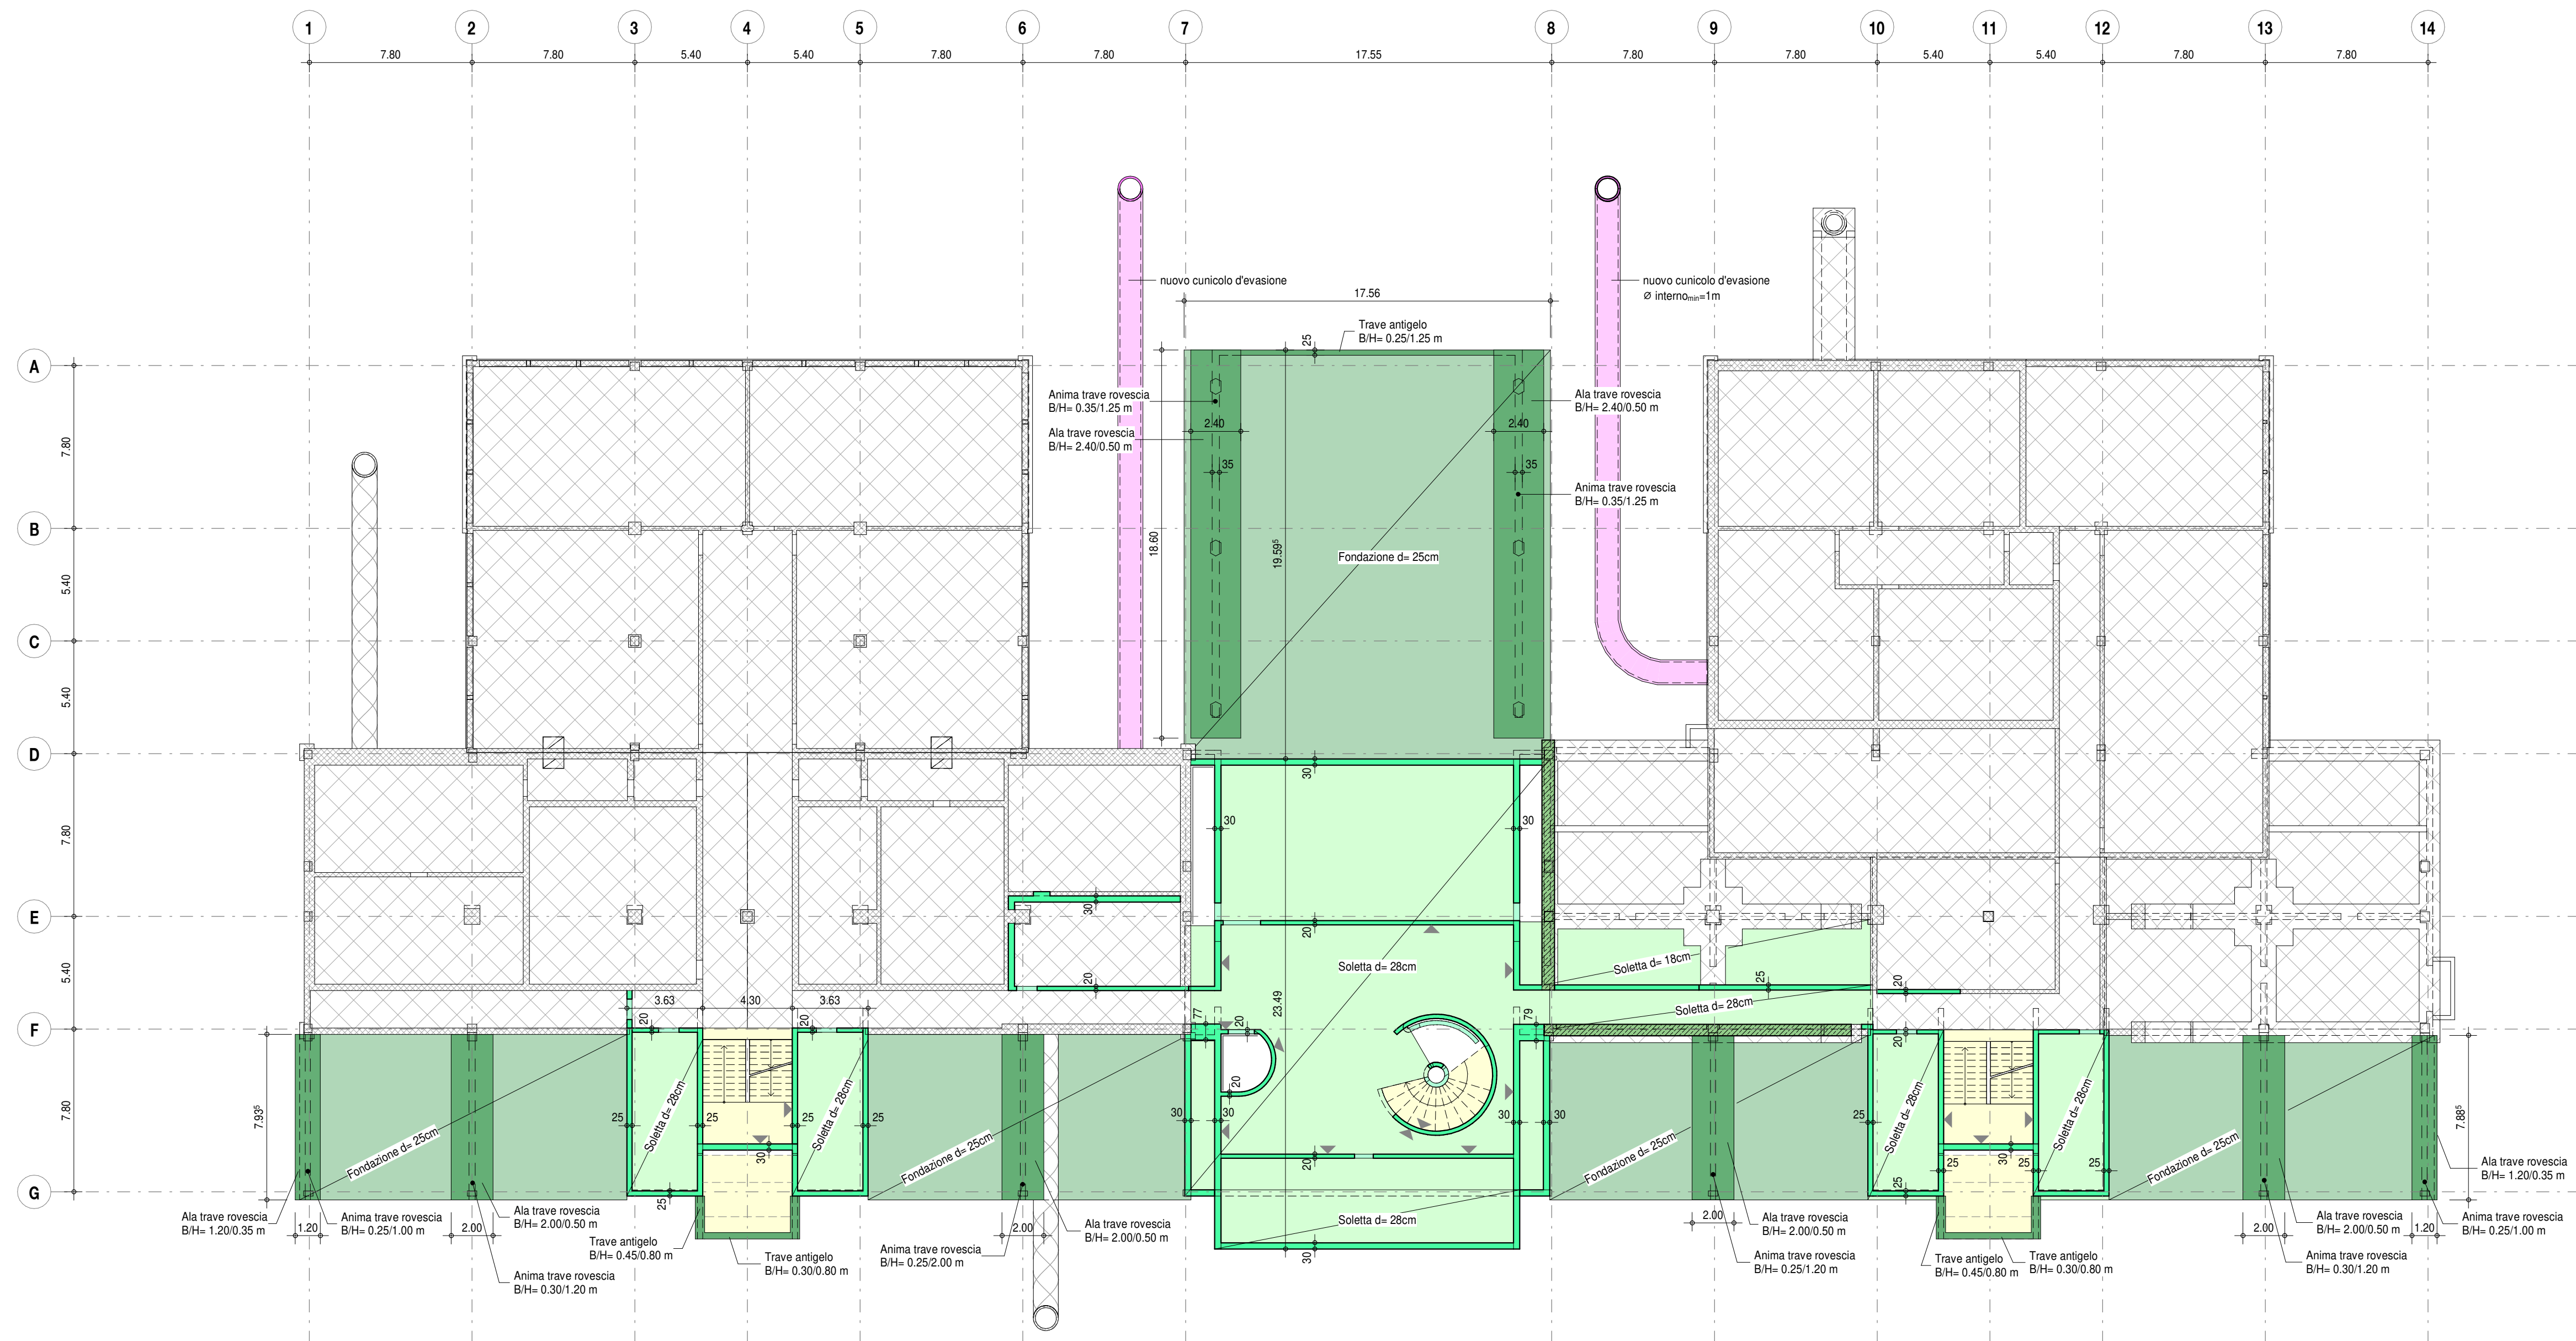 1 2 3 4 5 6 7 8 9 10 11 12 13 14
7.80 7.80 5.40 5.40 7.80 7.80 17.55 7.80 7.80 5.40 5.40 7.80 7.80
nuovo cunicolo d'evasione
nuovo cunicolo d'evasione
Ø interno min=1m
17.56
Trave antigelo
B/H= 0.25/1.25 m
25
A
Anima trave rovescia
B/H= 0.35/1.25 m
Ala trave rovescia
B/H= 2.40/0.50 m
Ala trave rovescia
B/H= 2.40/0.50 m
2.40
2.40
7.80
35
35
Anima trave rovescia
B/H= 0.35/1.25 m
B
18.60
19.59⁵
Fondazione d= 25cm
5.40
C
5.40
D
30
30
30
7.80
E
30
20
Soletta d= 28cm
Soletta d= 18cm
5.40
20
25
20
3.63
4.30
3.63
23.49
Soletta d= 28cm
F
20
20
77
20
79
20
7.93⁵
7.80
Fondazione d= 25cm
25
Soletta d= 28cm
25
25
Soletta d= 28cm
25
Fondazione d= 25cm
30
30
20
30
30
Fondazione d= 25cm
25
Soletta d= 28cm
Soletta d= 28cm
Fondazione d= 25cm
7.88⁵
30
20
25
30
25
25
G
25
25
Ala trave rovescia
B/H= 1.20/0.35 m
1.20
Anima trave rovescia
B/H= 0.25/1.00 m
2.00
Ala trave rovescia
B/H= 2.00/0.50 m
Anima trave rovescia
B/H= 0.30/1.20 m
Trave antigelo
B/H= 0.45/0.80 m
Trave antigelo
B/H= 0.30/0.80 m
Anima trave rovescia
B/H= 0.25/2.00 m
2.00
Ala trave rovescia
B/H= 2.00/0.50 m
Soletta d= 28cm
30
2.00
Ala trave rovescia
B/H= 2.00/0.50 m
Anima trave rovescia
B/H= 0.25/1.20 m
Trave antigelo
B/H= 0.45/0.80 m
Trave antigelo
B/H= 0.30/0.80 m
2.00
Ala trave rovescia
B/H= 2.00/0.50 m
Anima trave rovescia
B/H= 0.30/1.20 m
1.20
Ala trave rovescia
B/H= 1.20/0.35 m
Anima trave rovescia
B/H= 0.25/1.00 m